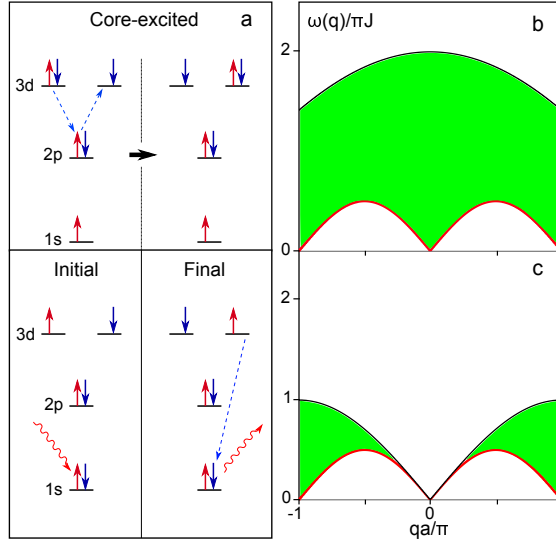 Core-excited
a
3d
2p
1s
Initial
Final
3d
2p
1s
ω(q)/πJ
b
2
1
0
c
2
1
0
-1
0
qa/π